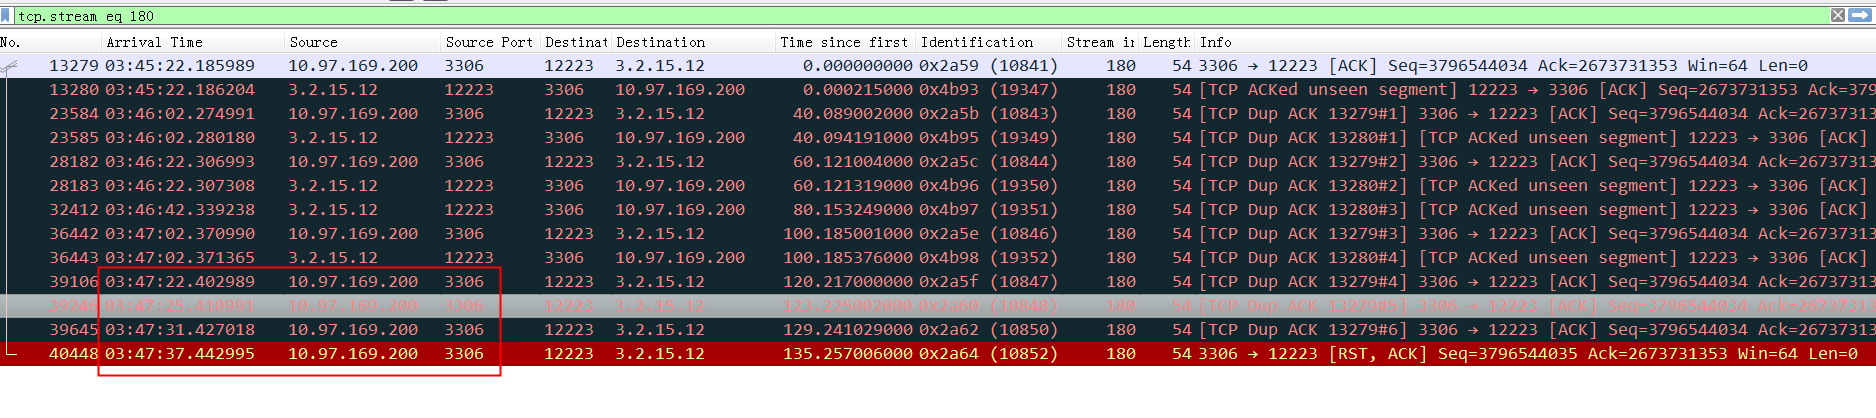 tcp.stream eq 180
No. Arrival Time Source Source Port Destinat Destination Time since first Identification Stream in Length Info
13279 03:45:22.185989 10.97.169.200 3306 12223 3.2.15.12 0.000000000 0x2a59 (10841) 180 54 3306 → 12223 [ACK] Seq=3796544034 Ack=2673731353 Win=64 Len=0
13280 03:45:22.186204 3.2.15.12 12223 3306 10.97.169.200 0.000215000 0x4b93 (19347) 180 54 [TCP ACKed unseen segment] 12223 → 3306 [ACK] Seq=2673731353 Ack=379
23584 03:46:02.274991 10.97.169.200 3306 12223 3.2.15.12 40.089002000 0x2a5b (10843) 180 54 [TCP Dup ACK 13279#1] 3306 → 12223 [ACK] Seq=3796544034 Ack=26737313
23585 03:46:02.280180 3.2.15.12 12223 3306 10.97.169.200 40.094191000 0x4b95 (19349) 180 54 [TCP Dup ACK 13280#1] [TCP ACKed unseen segment] 12223 → 3306 [ACK]
28182 03:46:22.306993 10.97.169.200 3306 12223 3.2.15.12 60.121004000 0x2a5c (10844) 180 54 [TCP Dup ACK 13279#2] 3306 → 12223 [ACK] Seq=3796544034 Ack=26737313
28183 03:46:22.307308 3.2.15.12 12223 3306 10.97.169.200 60.121319000 0x4b96 (19350) 180 54 [TCP Dup ACK 13280#2] [TCP ACKed unseen segment] 12223 → 3306 [ACK]
32412 03:46:42.339238 3.2.15.12 12223 3306 10.97.169.200 80.153249000 0x4b97 (19351) 180 54 [TCP Dup ACK 13280#3] [TCP ACKed unseen segment] 12223 → 3306 [ACK]
36442 03:47:02.370990 10.97.169.200 3306 12223 3.2.15.12 100.185001000 0x2a5e (10846) 180 54 [TCP Dup ACK 13279#3] 3306 → 12223 [ACK] Seq=3796544034 Ack=26737313
36443 03:47:02.371365 3.2.15.12 12223 3306 10.97.169.200 100.185376000 0x4b98 (19352) 180 54 [TCP Dup ACK 13280#4] [TCP ACKed unseen segment] 12223 → 3306 [ACK]
39106 03:47:22.402989 10.97.169.200 3306 12223 3.2.15.12 120.217000000 0x2a5f (10847) 180 54 [TCP Dup ACK 13279#4] 3306 → 12223 [ACK] Seq=3796544034 Ack=26737313
39246 03:47:25.410991 10.97.169.200 3306 12223 3.2.15.12 123.225002000 0x2a60 (10848) 180 54 [TCP Dup ACK 13279#5] 3306 → 12223 [ACK] Seq=3796544034 Ack=26737313
39645 03:47:31.427018 10.97.169.200 3306 12223 3.2.15.12 129.241029000 0x2a62 (10850) 180 54 [TCP Dup ACK 13279#6] 3306 → 12223 [ACK] Seq=3796544034 Ack=26737313
40448 03:47:37.442995 10.97.169.200 3306 12223 3.2.15.12 135.257006000 0x2a64 (10852) 180 54 3306 → 12223 [RST, ACK] Seq=3796544035 Ack=2673731353 Win=64 Len=0